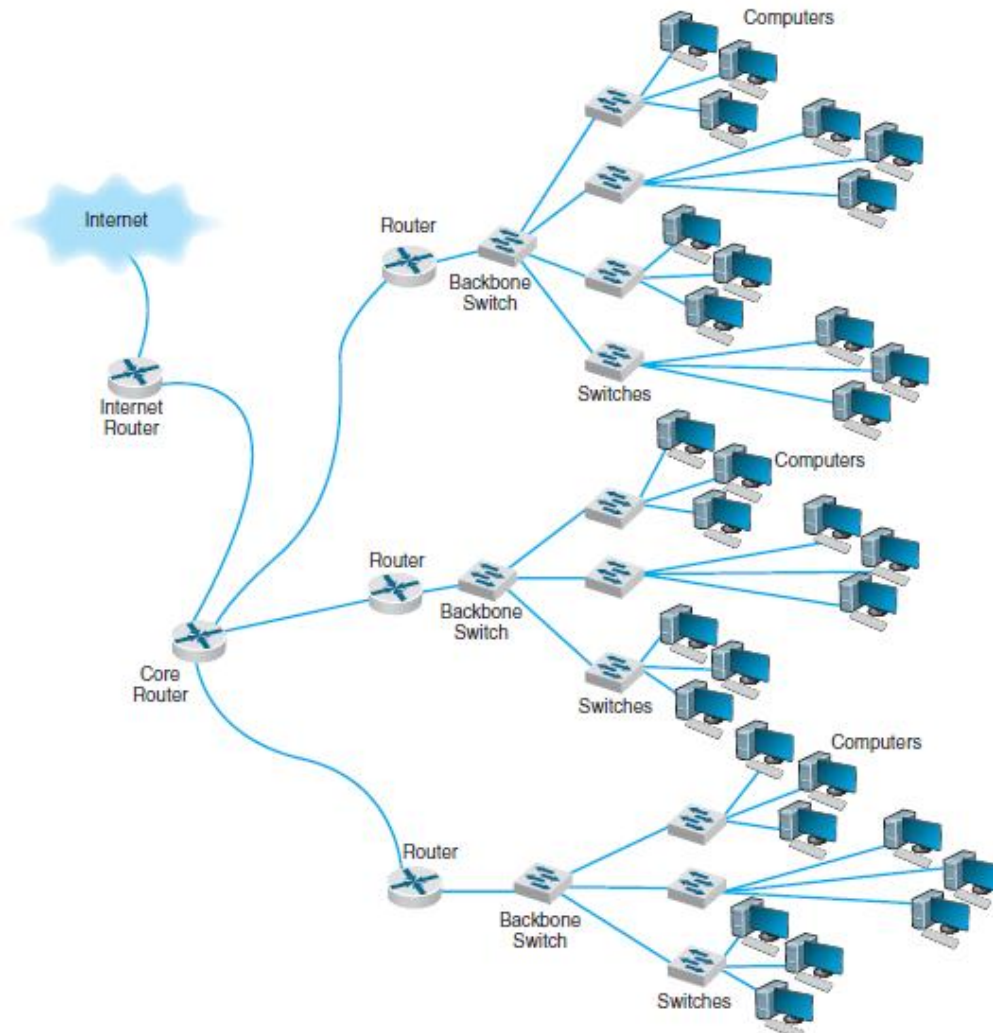 Computers
Internet
Router
Backbone
Switch
Internet
Router
Switches
Computers
Router
Backbone
Switch
Core
Router
Switches
Computers
Router
Backbone
Switch
Switches